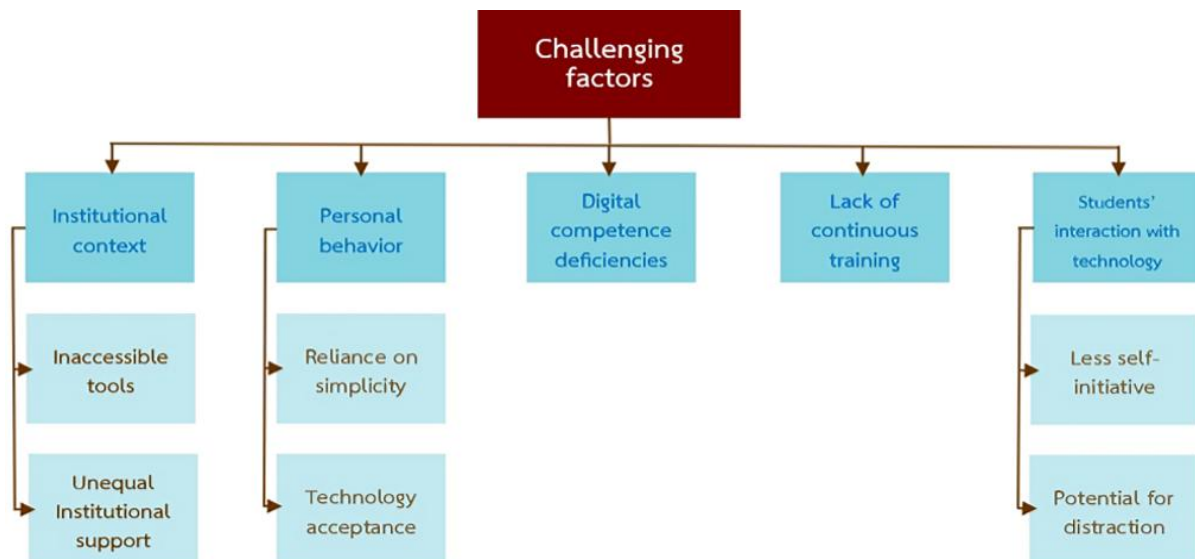 Challenging
factors
Institutional
context
Personal
behavior
Digital
competence
deficiencies
Lack of
continuous
training
Students'
interaction with
technology
Inaccessible
tools
Reliance on
simplicity
Less self-
initiative
Unequal
Institutional
support
Technology
acceptance
Potential for
distraction